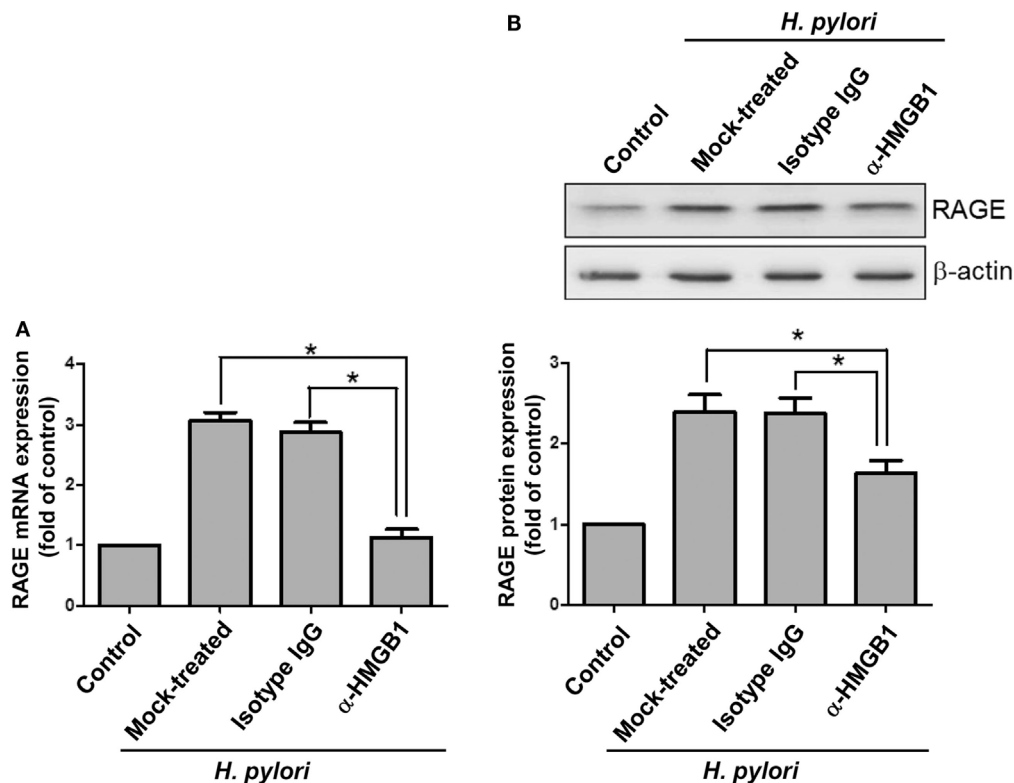 B
H. pylori
Control
Mock-treated
Isotype IgG
α-HMGB1
RAGE
β-actin
A
RAGE mRNA expression
(fold of control)
4
3
2
1
0
*
*
Control
Mock-treated
Isotype IgG
α-HMGB1
H. pylori
RAGE protein expression
(fold of control)
3
2
1
0
*
*
Control
Mock-treated
Isotype IgG
α-HMGB1
H. pylori